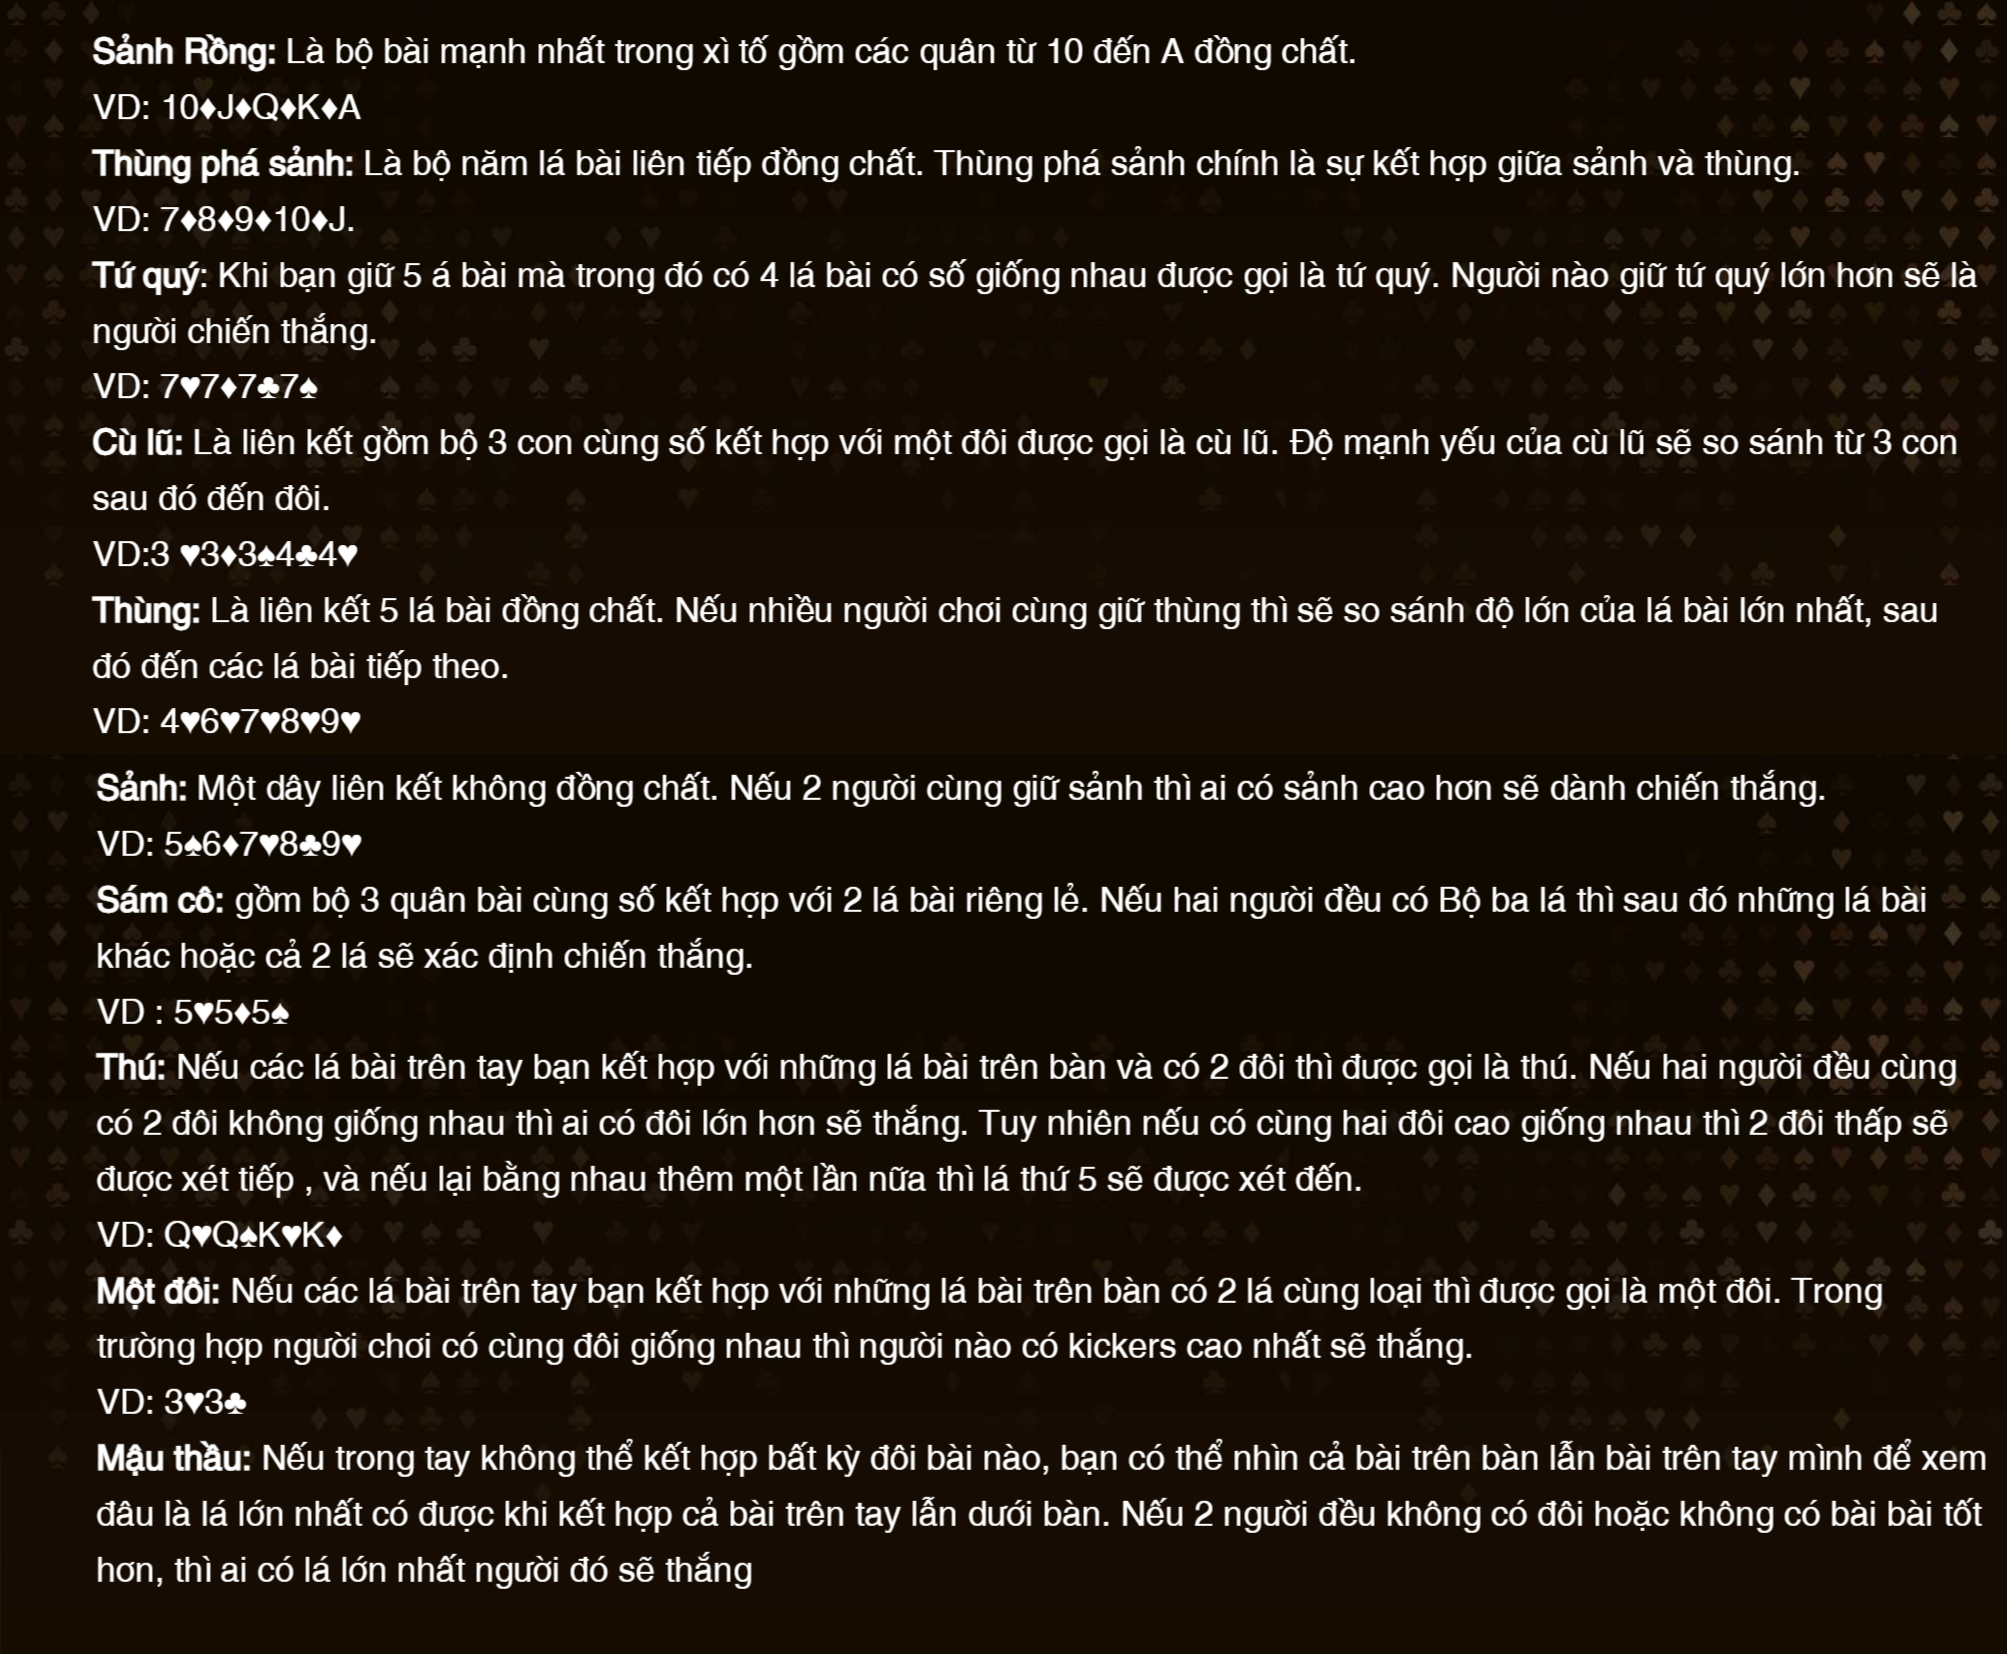 Sảnh Rồng: Là bộ bài mạnh nhất trong xì tố gồm các quân từ 10 đến A đồng chất.
VD: 10♦J♦Q♦K♦A
Thùng phá sảnh: Là bộ năm lá bài liên tiếp đồng chất. Thùng phá sảnh chính là sự kết hợp giữa sảnh và thùng.
VD: 7♦8♦9♦10♦J.
Tứ quý: Khi bạn giữ 5 á bài mà trong đó có 4 lá bài có số giống nhau được gọi là tứ quý. Người nào giữ tứ quý lớn hơn sẽ là
người chiến thắng.
VD: 7♥7♦7♣7♠
Cù lũ: Là liên kết gồm bộ 3 con cùng số kết hợp với một đôi được gọi là cù lũ. Độ mạnh yếu của cù lũ sẽ so sánh từ 3 con
sau đó đến đôi.
VD:3 ♥3♦3♠4♣4♥
Thùng: Là liên kết 5 lá bài đồng chất. Nếu nhiều người chơi cùng giữ thùng thì sẽ so sánh độ lớn của lá bài lớn nhất, sau
đó đến các lá bài tiếp theo.
VD: 4♥6♥7♥8♥9♥
Sảnh: Một dây liên kết không đồng chất. Nếu 2 người cùng giữ sảnh thì ai có sảnh cao hơn sẽ dành chiến thắng.
VD: 5♠6♦7♥8♣9♥
Sám cô: gồm bộ 3 quân bài cùng số kết hợp với 2 lá bài riêng lẻ. Nếu hai người đều có Bộ ba lá thì sau đó những lá bài
khác hoặc cả 2 lá sẽ xác định chiến thắng.
VD : 5♥5♦5♠
Thú: Nếu các lá bài trên tay bạn kết hợp với những lá bài trên bàn và có 2 đôi thì được gọi là thú. Nếu hai người đều cùng
có 2 đôi không giống nhau thì ai có đôi lớn hơn sẽ thắng. Tuy nhiên nếu có cùng hai đôi cao giống nhau thì 2 đôi thấp sẽ
được xét tiếp , và nếu lại bằng nhau thêm một lần nữa thì lá thứ 5 sẽ được xét đến.
VD: Q♥Q♠K♥K♦
Một đôi: Nếu các lá bài trên tay bạn kết hợp với những lá bài trên bàn có 2 lá cùng loại thì được gọi là một đôi. Trong
trường hợp người chơi có cùng đôi giống nhau thì người nào có kickers cao nhất sẽ thắng.
VD: 3♥3♣
Mậu thầu: Nếu trong tay không thể kết hợp bất kỳ đôi bài nào, bạn có thể nhìn cả bài trên bàn lẫn bài trên tay mình để xem
đâu là lá lớn nhất có được khi kết hợp cả bài trên tay lẫn dưới bàn. Nếu 2 người đều không có đôi hoặc không có bài bài tốt
hơn, thì ai có lá lớn nhất người đó sẽ thắng